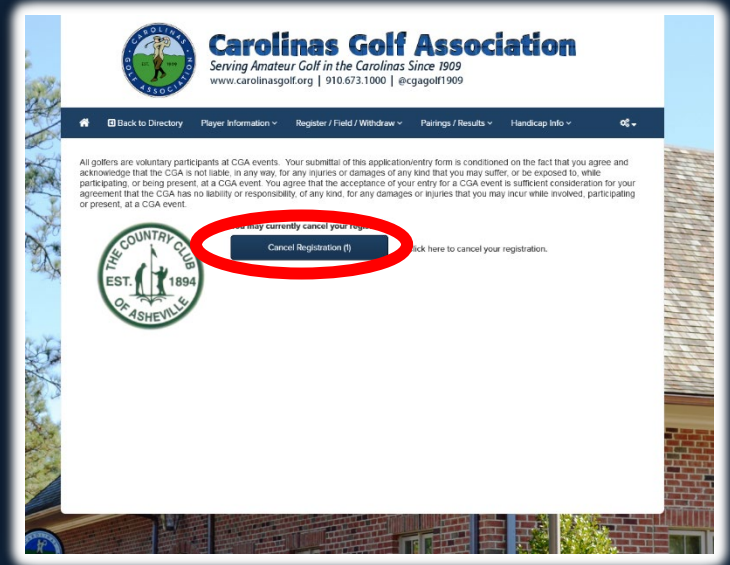 CAROLINAS
EST. 1909
GOLF ASSOCIATION
Carolinas Golf Association
Serving Amateur Golf in the Carolinas Since 1909
www.carolinasgolf.org | 910.673.1000 | @cgagolf1909
Back to Directory Player Information Register / Field / Withdraw Pairings / Results Handicap Info
All golfers are voluntary participants at CGA events. Your submittal of this application/entry form is conditioned on the fact that you agree and
acknowledge that the CGA is not liable, in any way, for any injuries or damages of any kind that you may suffer, or be exposed to, while
participating, or being present, at a CGA event. You agree that the acceptance of your entry for a CGA event is sufficient consideration for your
agreement that the CGA has no liability or responsibility, of any kind, for any damages or injuries that you may incur while involved, participating
or present, at a CGA event.
may currently cancel your
Cancel Registration (1)
here to cancel your registration.
THE COUNTRY CLUB
EST. 1894
OF ASHEVILLE